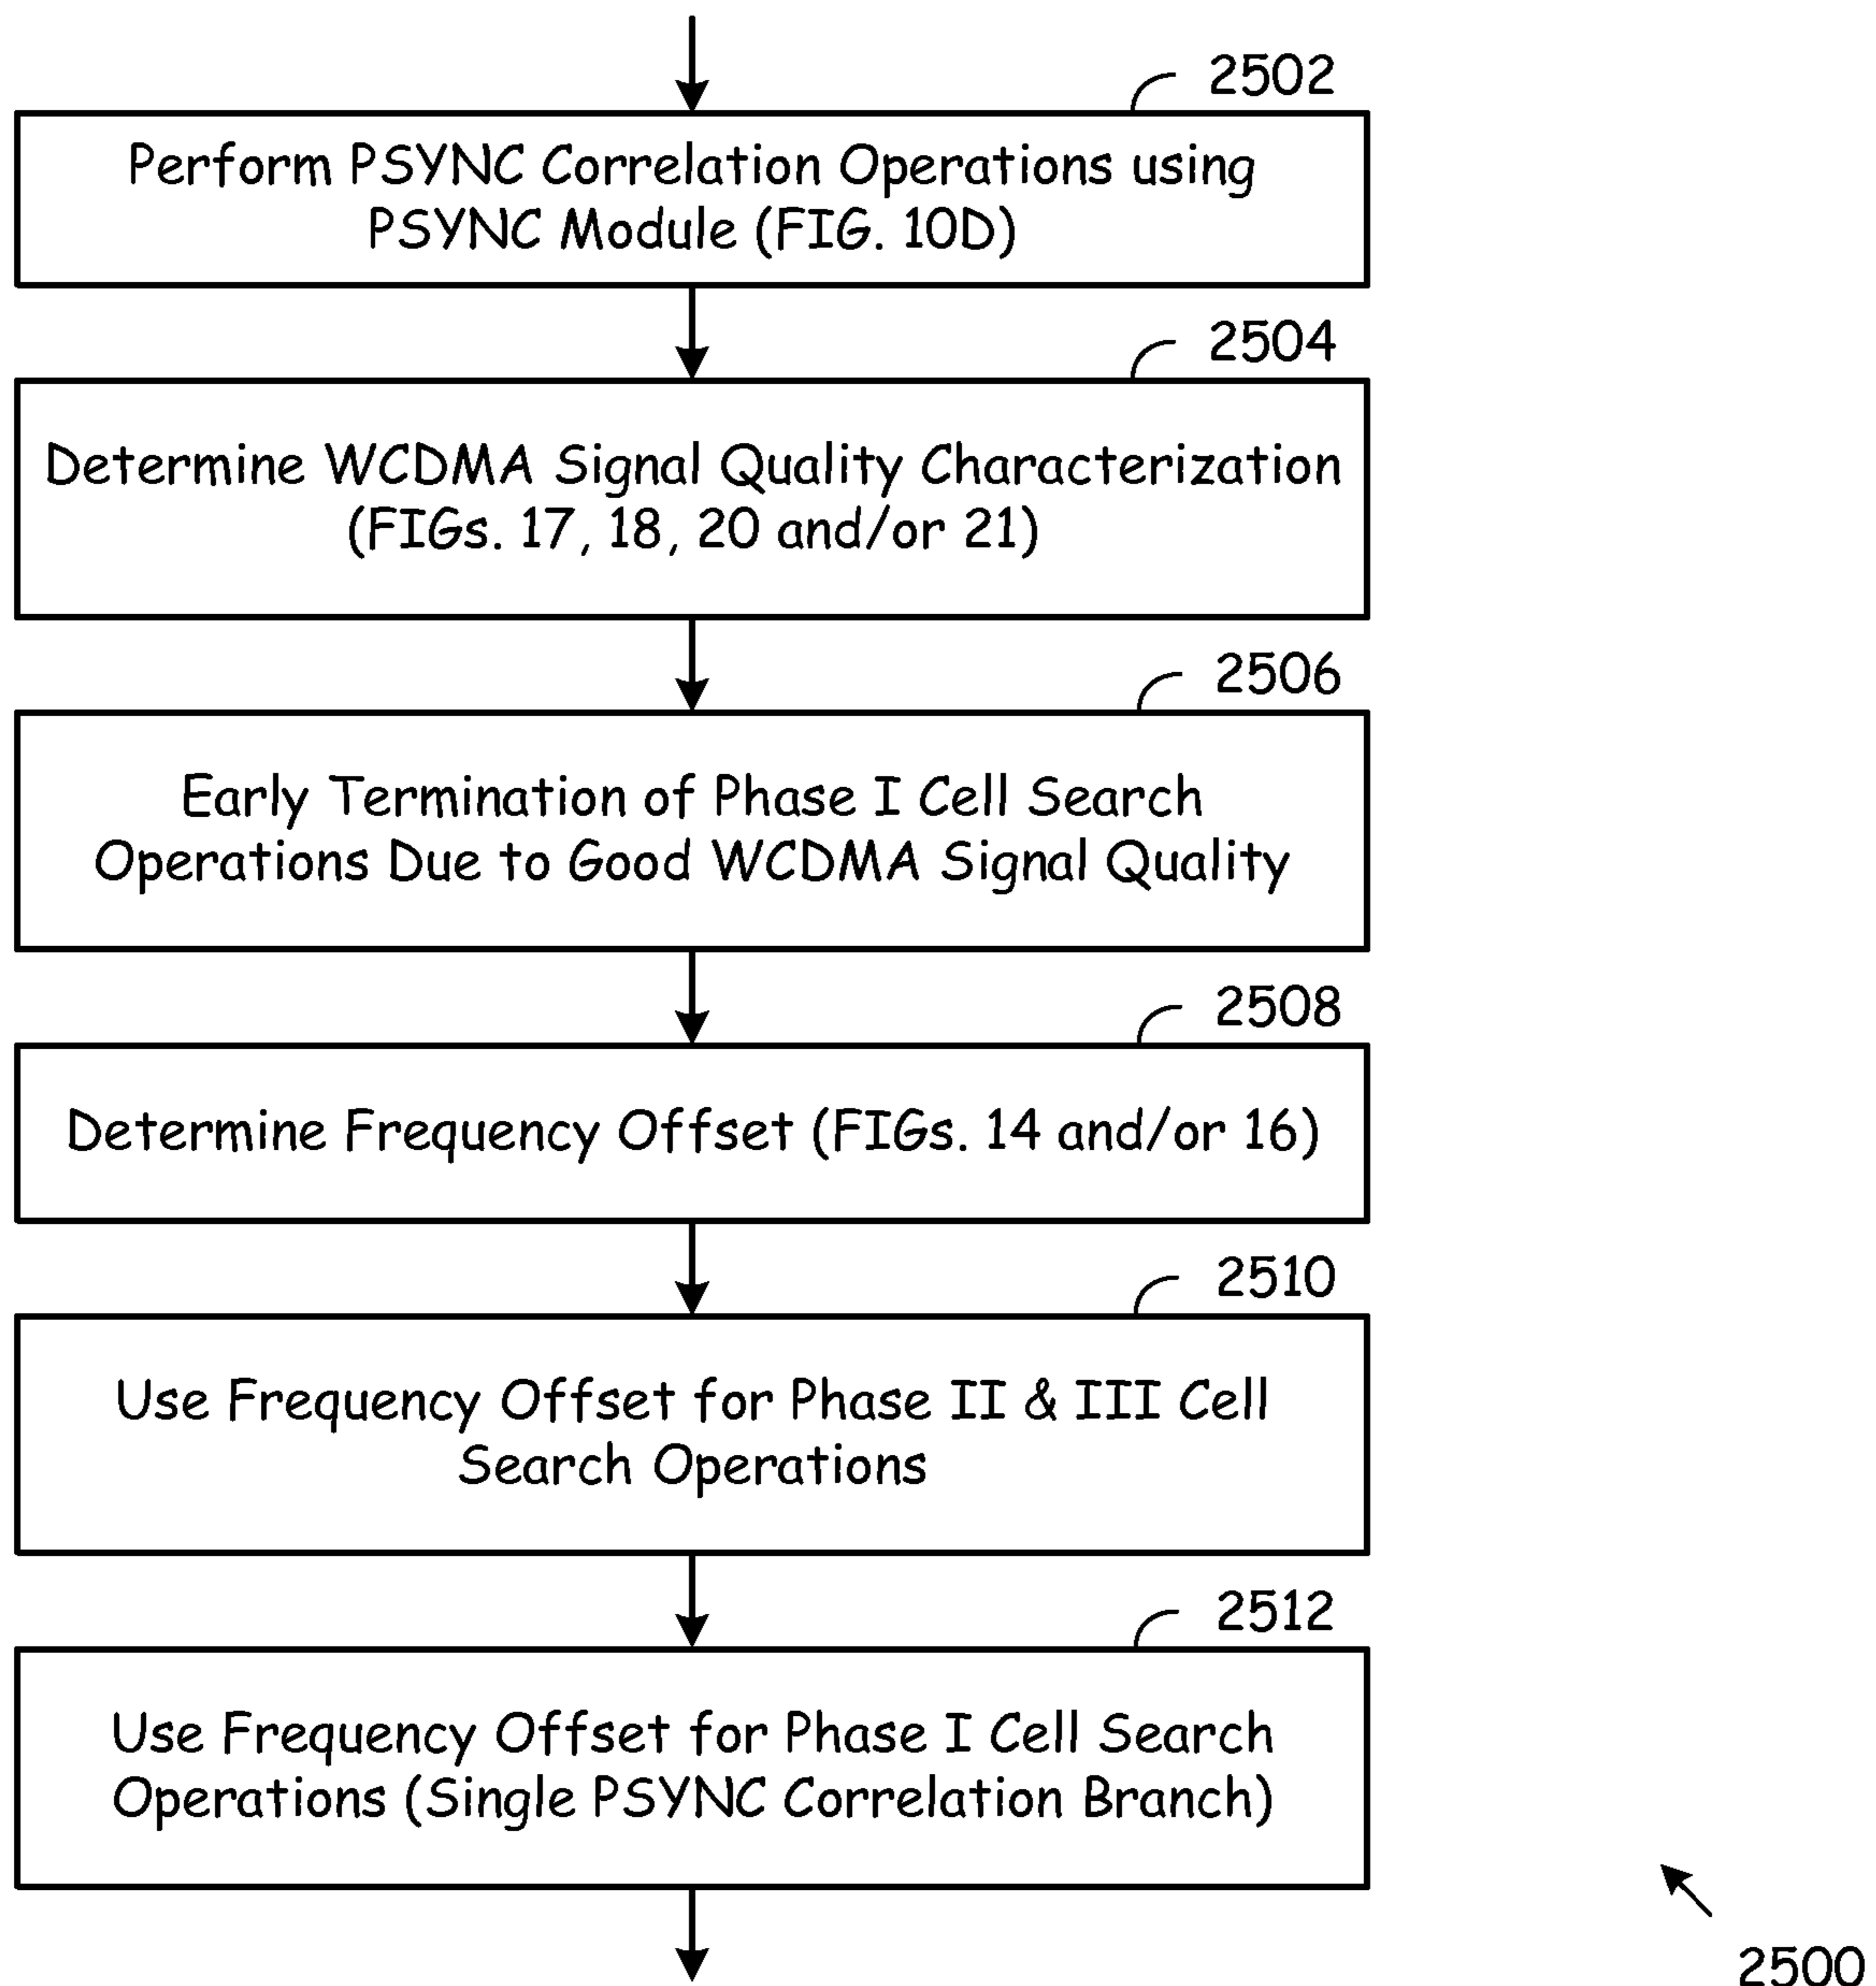 2502
Perform PSYNC Correlation Operations using
PSYNC Module (FIG. 10D)
2504
Determine WCDMA Signal Quality Characterization
(FIGs. 17, 18, 20 and/or 21)
2506
Early Termination of Phase I Cell Search
Operations Due to Good WCDMA Signal Quality
2508
Determine Frequency Offset (FIGs. 14 and/or 16)
2510
Use Frequency Offset for Phase II & III Cell
Search Operations
2512
Use Frequency Offset for Phase I Cell Search
Operations (Single PSYNC Correlation Branch)
2500